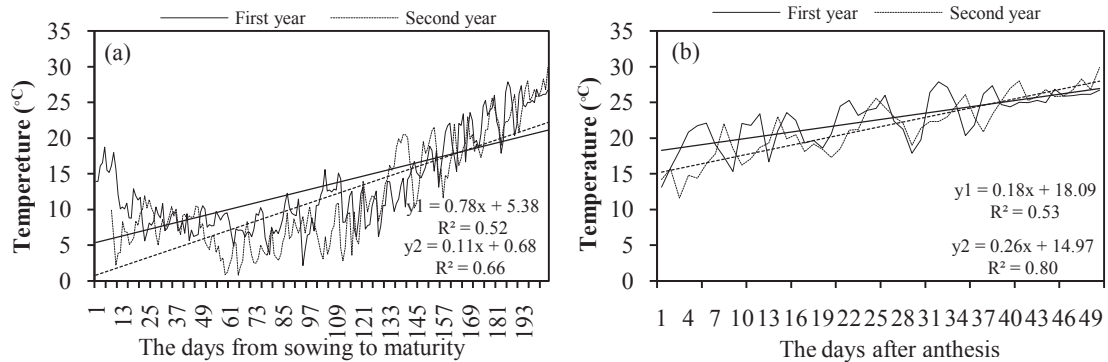 First year Second year
35
30
25
20
15
10
5
0
(a)
Tempereture (°C)
y1 = 0.78x + 5.38
R² = 0.52
y2 = 0.11x + 0.68
R² = 0.66
1 13 25 37 49 61 73 85 97 109 121 133 145 157 169 181 193
The days from sowing to maturity
First year Second year
35
30
25
20
15
10
5
0
(b)
Temperature (°C)
y1 = 0.18x + 18.09
R² = 0.53
y2 = 0.26x + 14.97
R² = 0.80
1 4 7 10 13 16 19 22 25 28 31 34 37 40 43 46 49
The days after anthesis